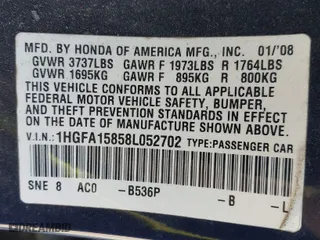 MFD. BY HONDA OF AMERICA MFG., INC. 01/'08
GVWR 3737LBS GAWR F 1973LBS R 1764LBS
GVWR 1695KG GAWR F 895KG R 800KG
THIS VEHICLE CONFORMS TO ALL APPLICABLE
FEDERAL MOTOR VEHICLE SAFETY, BUMPER, AND
THEFT PREVENTION STANDARDS IN EFFECT ON THE
DATE OF MANUFACTURE SHOWN ABOVE.
V.I.N.: 1HGFA15858L052702 TYPE:PASSENGER CAR
SNE 8 AC0 -B536P -B -L
DREAMBID